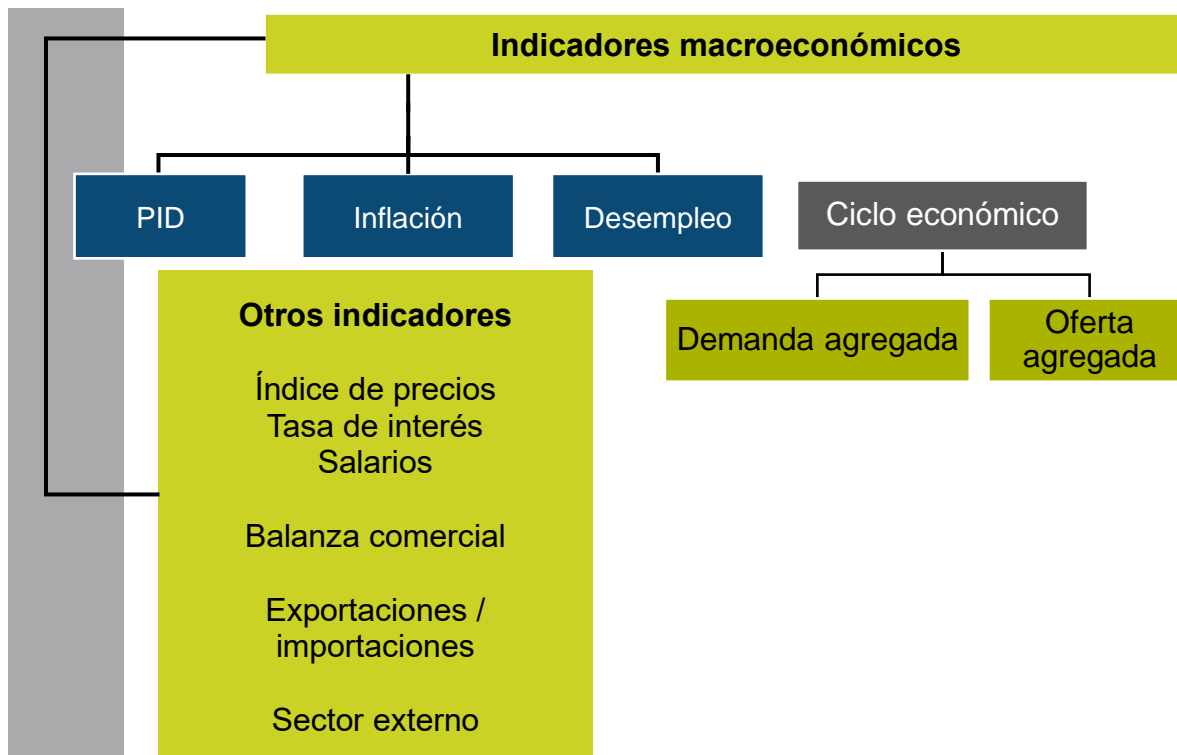 Indicadores macroeconómicos
PID
Inflación
Desempleo
Ciclo económico
Demanda agregada
Oferta
agregada
Otros indicadores
Índice de precios
Tasa de interés
Salarios
Balanza comercial
Exportaciones /
importaciones
Sector externo